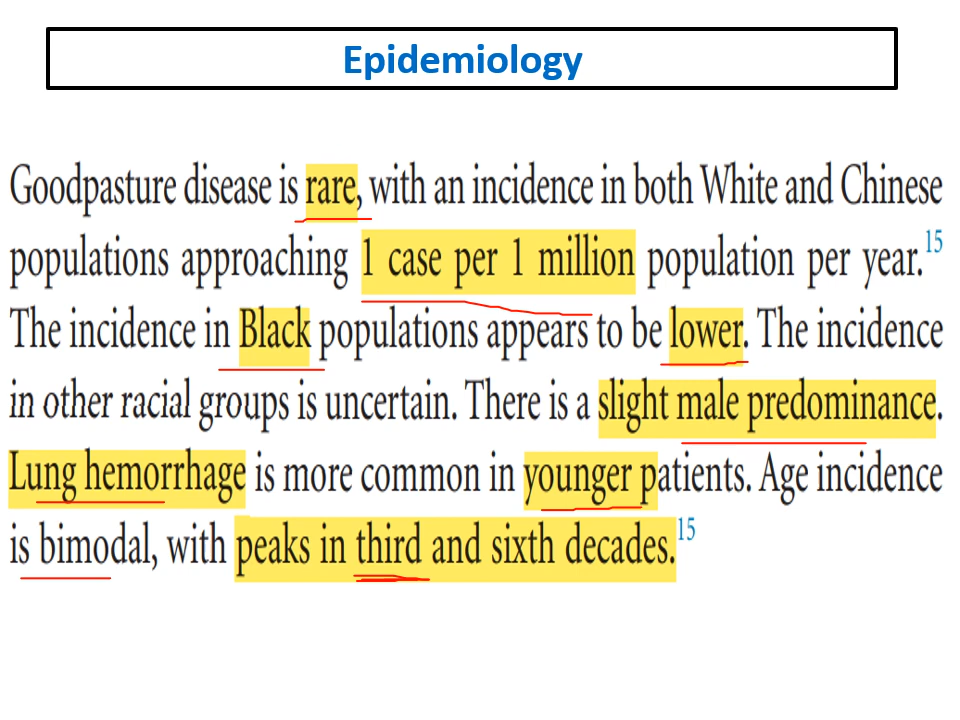 Epidemiology
Goodpasture disease is rare, with an incidence in both White and Chinese
populations approaching 1 case per 1 million population per year.15
The incidence in Black populations appears to be lower. The incidence
in other racial groups is uncertain. There is a slight male predominance.
Lung hemorrhage is more common in younger patients. Age incidence
is bimodal, with peaks in third and sixth decades.15